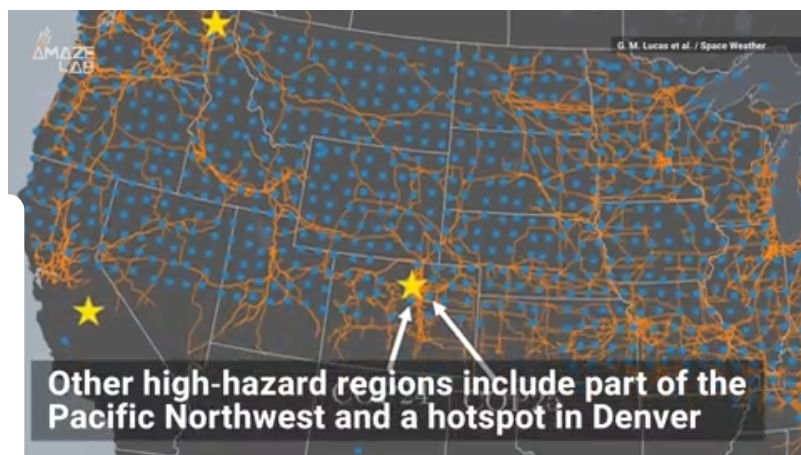 AMAZE
LAB
G. M. Lucas et al. / Space Weather
Other high-hazard regions include part of the
Pacific Northwest and a hotspot in Denver